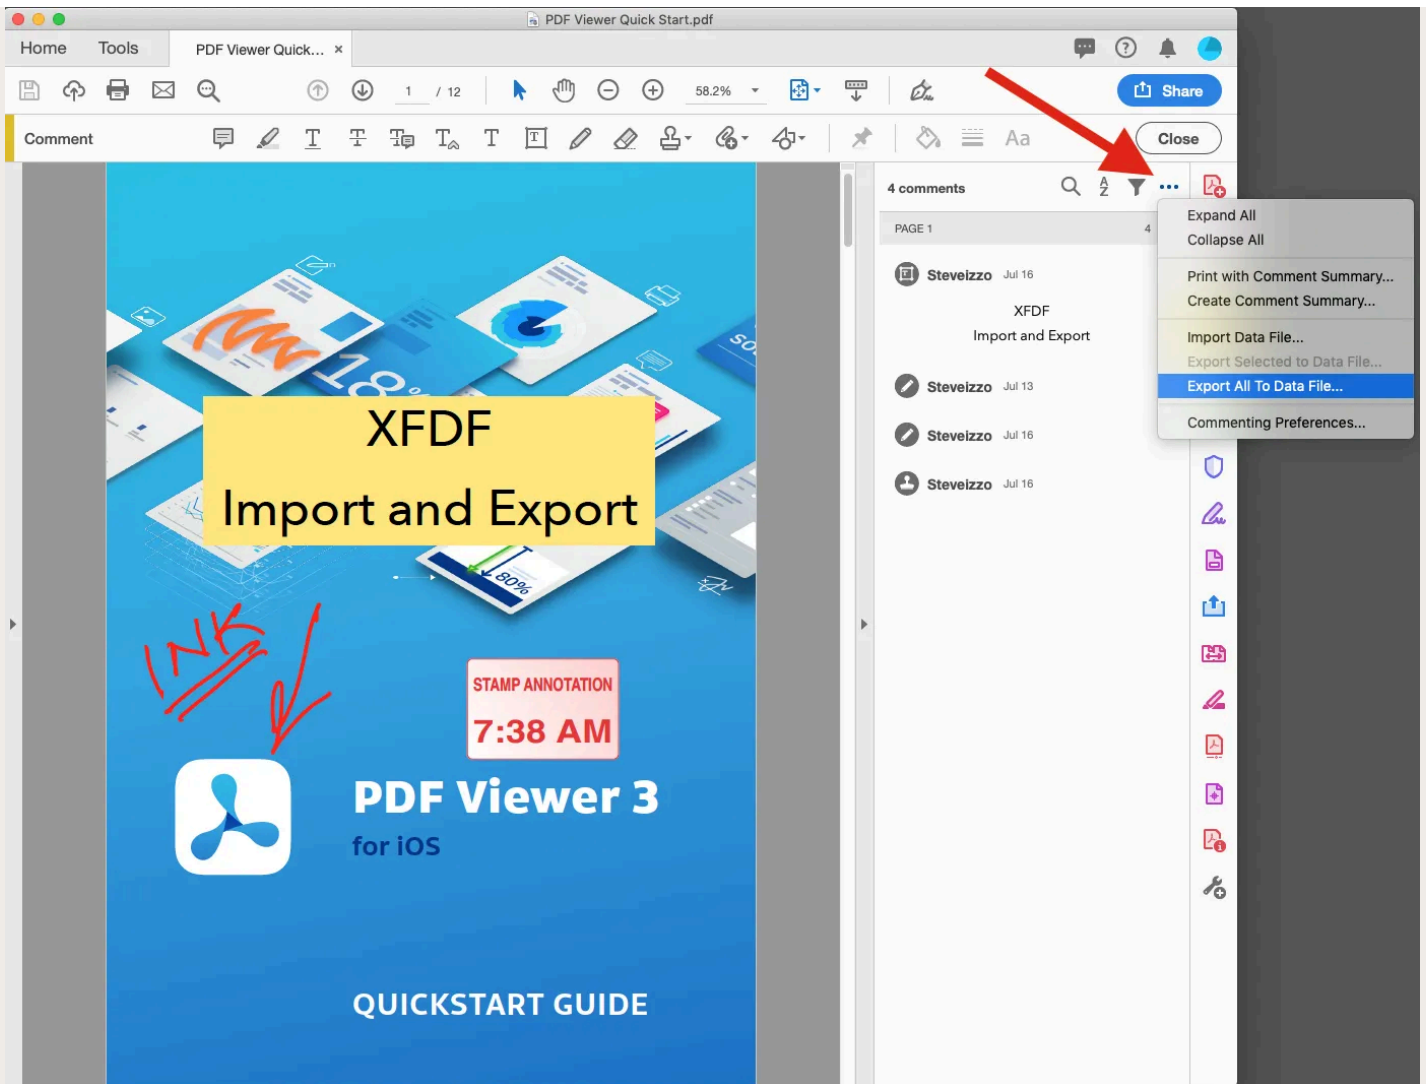 PDF Viewer Quick Start.pdf
Home Tools PDF Viewer Quick... ×
1 / 12 58.2% Share
Comment Aa Close
4 comments
PAGE 1 4
Steveizzo Jul 16
XFDF
Import and Export
Steveizzo Jul 13
Steveizzo Jul 16
Steveizzo Jul 16
Expand All
Collapse All
Print with Comment Summary...
Create Comment Summary...
Import Data File...
Export Selected to Data File...
Export All To Data File...
Commenting Preferences...
18%
SO
XFDF
Import and Export
80%
INK
STAMP ANNOTATION
7:38 AM
PDF Viewer 3
for iOS
QUICKSTART GUIDE